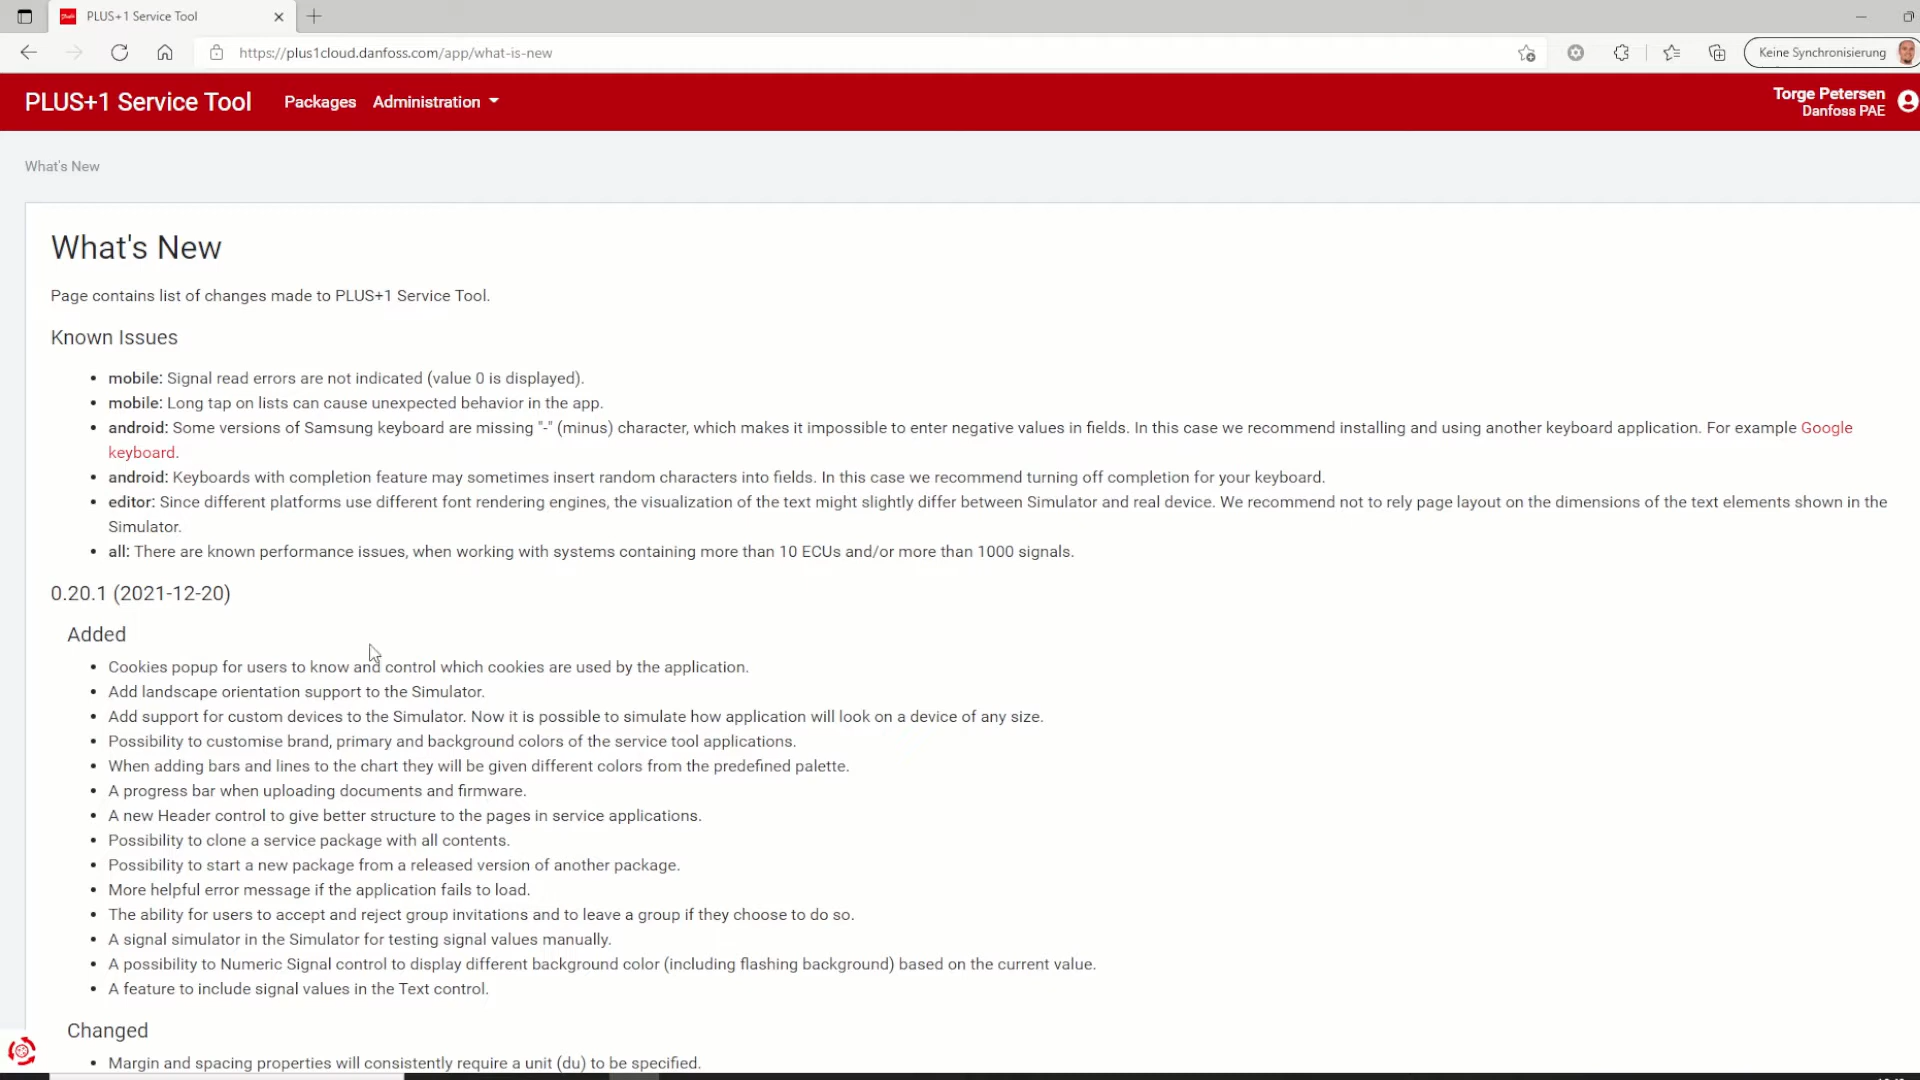 PLUS+1 Service Tool
https://plus1cloud.danfoss.com/app/what-is-new
Keine Synchronisierung
PLUS+1 Service Tool
Packages
Administration
Torge Petersen
Danfoss PAE
What's New
What's New
Page contains list of changes made to PLUS+1 Service Tool.
Known Issues
• mobile: Signal read errors are not indicated (value 0 is displayed).
• mobile: Long tap on lists can cause unexpected behavior in the app.
• android: Some versions of Samsung keyboard are missing "-" (minus) character, which makes it impossible to enter negative values in fields. In this case we recommend installing and using another keyboard application. For example Google
keyboard.
• android: Keyboards with completion feature may sometimes insert random characters into fields. In this case we recommend turning off completion for your keyboard.
• editor: Since different platforms use different font rendering engines, the visualization of the text might slightly differ between Simulator and real device. We recommend not to rely page layout on the dimensions of the text elements shown in the
Simulator.
• all: There are known performance issues, when working with systems containing more than 10 ECUs and/or more than 1000 signals.
0.20.1 (2021-12-20)
Added
• Cookies popup for users to know and control which cookies are used by the application.
• Add landscape orientation support to the Simulator.
• Add support for custom devices to the Simulator. Now it is possible to simulate how application will look on a device of any size.
• Possibility to customise brand, primary and background colors of the service tool applications.
• When adding bars and lines to the chart they will be given different colors from the predefined palette.
• A progress bar when uploading documents and firmware.
• A new Header control to give better structure to the pages in service applications.
• Possibility to clone a service package with all contents.
• Possibility to start a new package from a released version of another package.
• More helpful error message if the application fails to load.
• The ability for users to accept and reject group invitations and to leave a group if they choose to do so.
• A signal simulator in the Simulator for testing signal values manually.
• A possibility to Numeric Signal control to display different background color (including flashing background) based on the current value.
• A feature to include signal values in the Text control.
Changed
• Margin and spacing properties will consistently require a unit (du) to be specified.